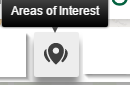 Areas of Interest